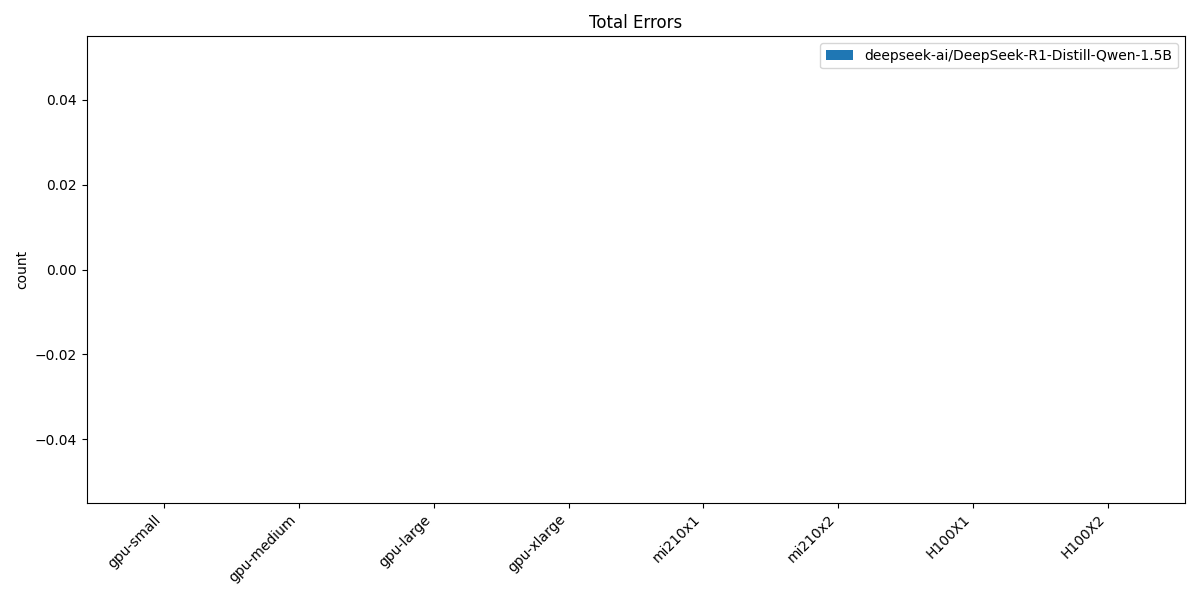 Total Errors
deepseek-ai/DeepSeek-R1-Distill-Qwen-1.5B
count
0.04
0.02
0.00
−0.02
−0.04
gpu-small
gpu-medium
gpu-large
gpu-xlarge
mi210x1
mi210x2
H100X1
H100X2